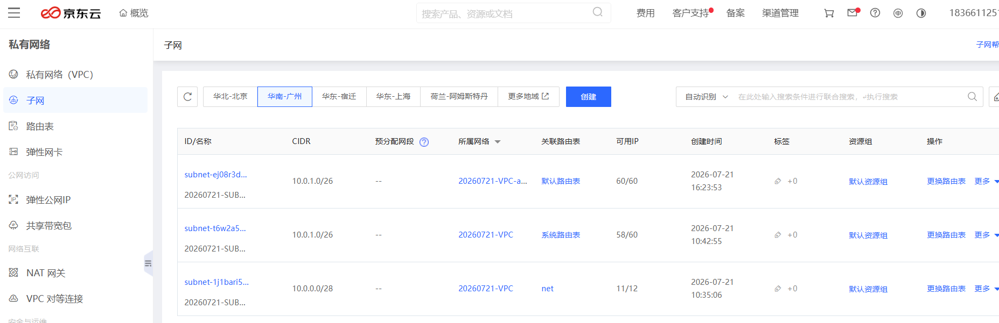 京东云 概览 搜索产品、资源或文档 费用 客户支持 备案 渠道管理 1836611251
私有网络
子网 子网帮
私有网络 (VPC)
子网
路由表
弹性网卡
公网访问
弹性公网IP
共享带宽包
网络互联
NAT 网关
VPC 对等连接
安全与运维
华北-北京 华南-广州 华东-宿迁 华东-上海 荷兰-阿姆斯特丹 更多地域 创建 自动识别 在此处输入搜索条件进行联合搜索，↵执行搜索
ID/名称 CIDR 预分配网段 所属网络 关联路由表 可用IP 创建时间 标签 资源组 操作
subnet-ej08r3d... 10.0.1.0/26 -- 20260721-VPC-a... 默认路由表 60/60 2026-07-21 +0 默认资源组 更换路由表 更多
20260721-SUB... 16:23:53
subnet-t6w2a5... 10.0.1.0/26 -- 20260721-VPC 系统路由表 58/60 2026-07-21 +0 默认资源组 更换路由表 更多
20260721-SUB... 10:42:55
subnet-1j1bari5... 10.0.0.0/28 -- 20260721-VPC net 11/12 2026-07-21 +0 默认资源组 更换路由表 更多
20260721-SUB... 10:35:06